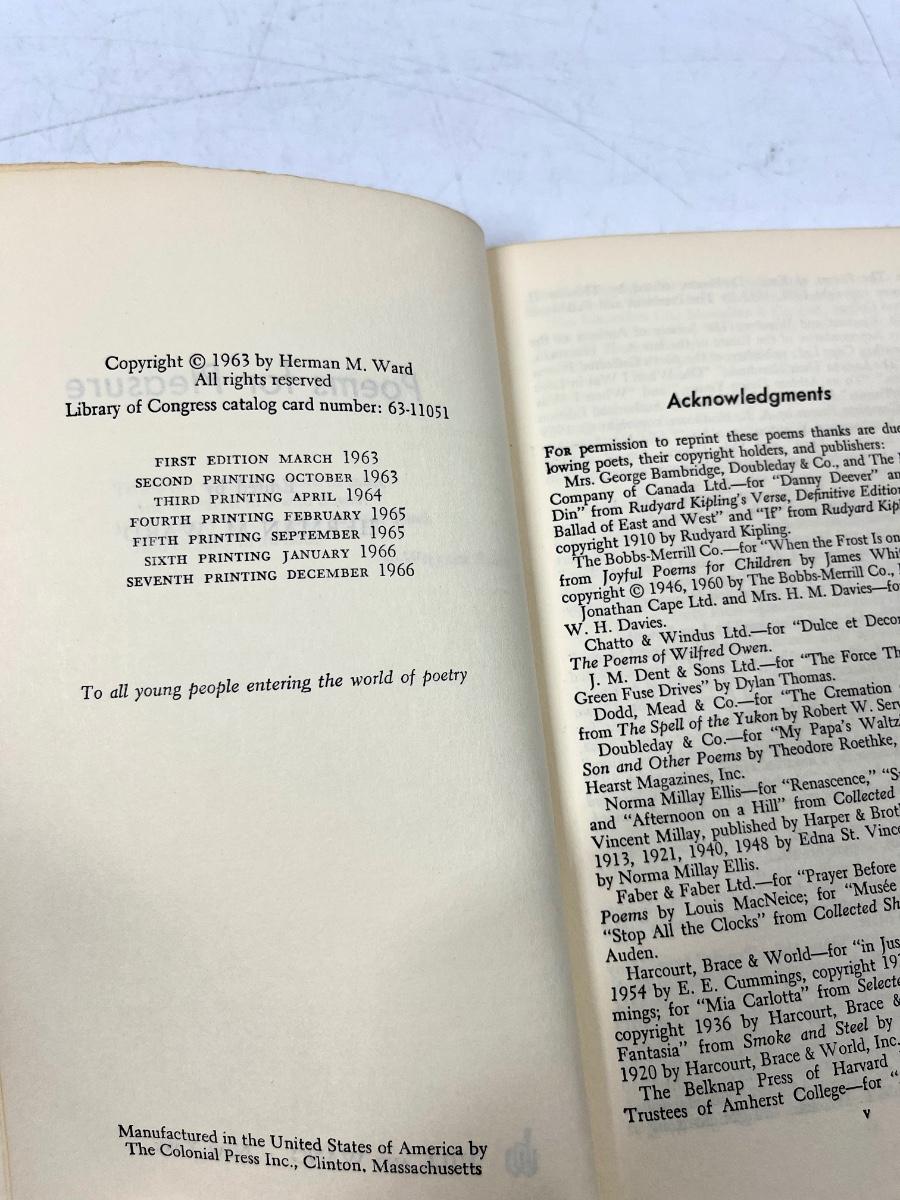 Copyright © 1963 by Herman M. Ward
All rights reserved
Library of Congress catalog card number: 63-11051
FIRST EDITION MARCH 1963
SECOND PRINTING OCTOBER 1963
THIRD PRINTING APRIL 1964
FOURTH PRINTING FEBRUARY 1965
FIFTH PRINTING SEPTEMBER 1965
SIXTH PRINTING JANUARY 1966
SEVENTH PRINTING DECEMBER 1966
To all young people entering the world of poetry
Manufactured in the United States of America by
The Colonial Press Inc., Clinton, Massachusetts
Acknowledgments
FOR permission to reprint these poems thanks are due
lowing poets, their copyright holders, and publishers:
Mrs. George Bambridge, Doubleday & Co., and The
Company of Canada Ltd.—for "Danny Deever"
Din" from Rudyard Kipling's Verse, Definitive Edition
Ballad of East and West" and "If" from Rudyard
copyright 1910 by Rudyard Kipling.
The Bobbs-Merrill Co.—for "When the Frost Is on
from Joyful Poems for Children by James
copyright © 1946, 1960 by The Bobbs-Merrill Co.,
Jonathan Cape Ltd. and Mrs. H. M. Davies—
W. H. Davies.
Chatto & Windus Ltd.—for "Dulce et
The Poems of Wilfred Owen.
J. M. Dent & Sons Ltd.—for "The Force
Green Fuse Drives" by Dylan Thomas.
Dodd, Mead & Co.—for "The Cremation
from The Spell of the Yukon by Robert W.
Doubleday & Co.—for "My Papa's Waltz
Son and Other Poems by Theodore Roethke,
Hearst Magazines, Inc.
Norma Millay Ellis—for "Renascence,"
and "Afternoon on a Hill" from Collected
Vincent Millay, published by Harper &
1913, 1921, 1940, 1948 by Edna St.
by Norma Millay Ellis.
Faber & Faber Ltd.—for "Prayer Before
Poems by Louis MacNeice; for "Musée
"Stop All the Clocks" from Collected
Auden.
Harcourt, Brace & World—for "in
1954 by E. E. Cummings, copyright
mings; for "Mia Carlotta" from
copyright 1936 by Harcourt, Brace &
Fantasia" from Smoke and Steel by
1920 by Harcourt, Brace & World, Inc.
The Belknap Press of Harvard
Trustees of Amherst College—for "
v